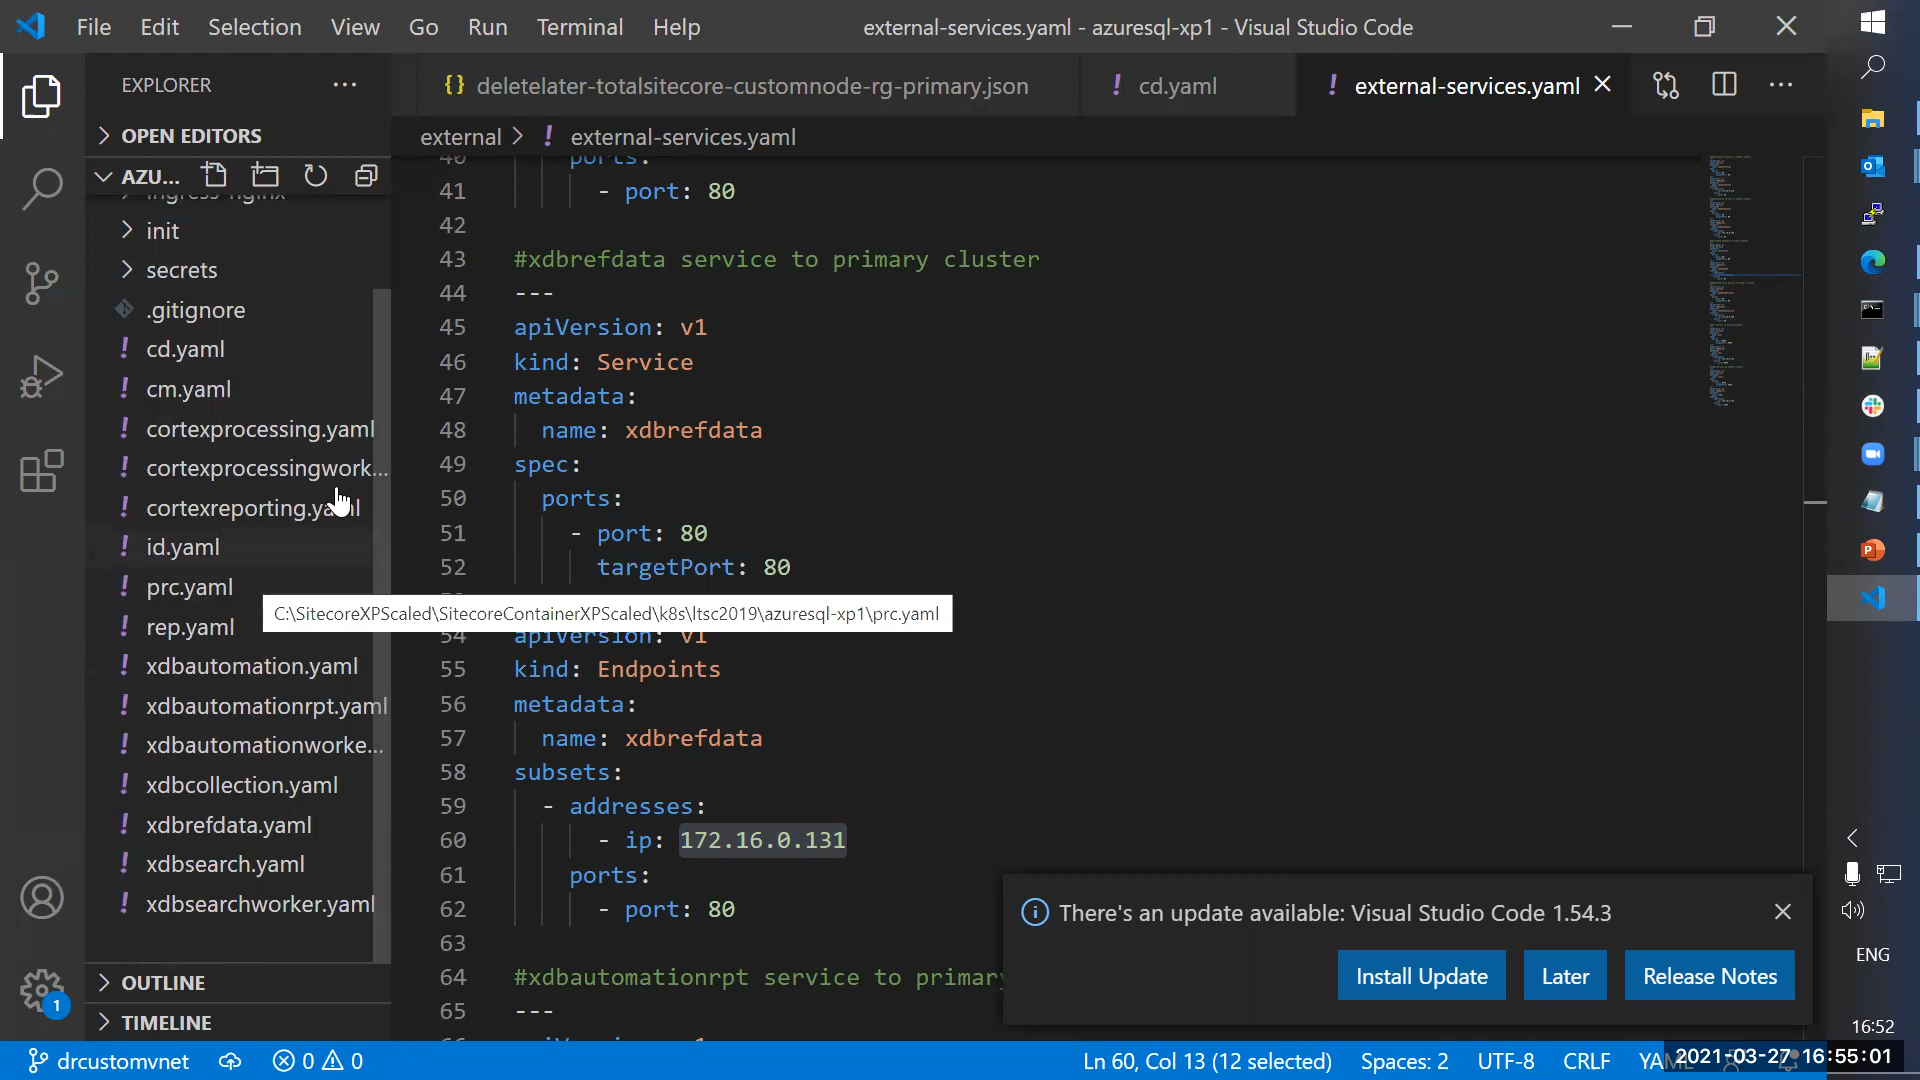 File Edit Selection View Go Run Terminal Help
external-services.yaml - azuresql-xp1 - Visual Studio Code
EXPLORER
{} deletelater-totalsitecore-customnode-rg-primary.json
! cd.yaml
! external-services.yaml
OPEN EDITORS
external > ! external-services.yaml
AZU...
ingress-nginx
init
secrets
.gitignore
! cd.yaml
! cm.yaml
! cortexprocessing.yaml
! cortexprocessingwork...
! cortexreporting.yaml
! id.yaml
! prc.yaml
! rep.yaml
! xdbautomation.yaml
! xdbautomationrpt.yaml
! xdbautomationworke...
! xdbcollection.yaml
! xdbrefdata.yaml
! xdbsearch.yaml
! xdbsearchworker.yaml
OUTLINE
TIMELINE
40 ports:
41 - port: 80
42
43 #xdbrefdata service to primary cluster
44 ---
45 apiVersion: v1
46 kind: Service
47 metadata:
48 name: xdbrefdata
49 spec:
50 ports:
51 - port: 80
52 targetPort: 80
C:\SitecoreXPScaled\SitecoreContainerXPScaled\k8s\ltsc2019\azuresql-xp1\prc.yaml
54 apiVersion: v1
55 kind: Endpoints
56 metadata:
57 name: xdbrefdata
58 subsets:
59 - addresses:
60 - ip: 172.16.0.131
61 ports:
62 - port: 80
63
64 #xdbautomationrpt service to primary
65 ---
There's an update available: Visual Studio Code 1.54.3
Install Update Later Release Notes
1
drcustomvnet
0 0
Ln 60, Col 13 (12 selected) Spaces: 2 UTF-8 CRLF
ENG
16:52
2021-03-27 16:55:01